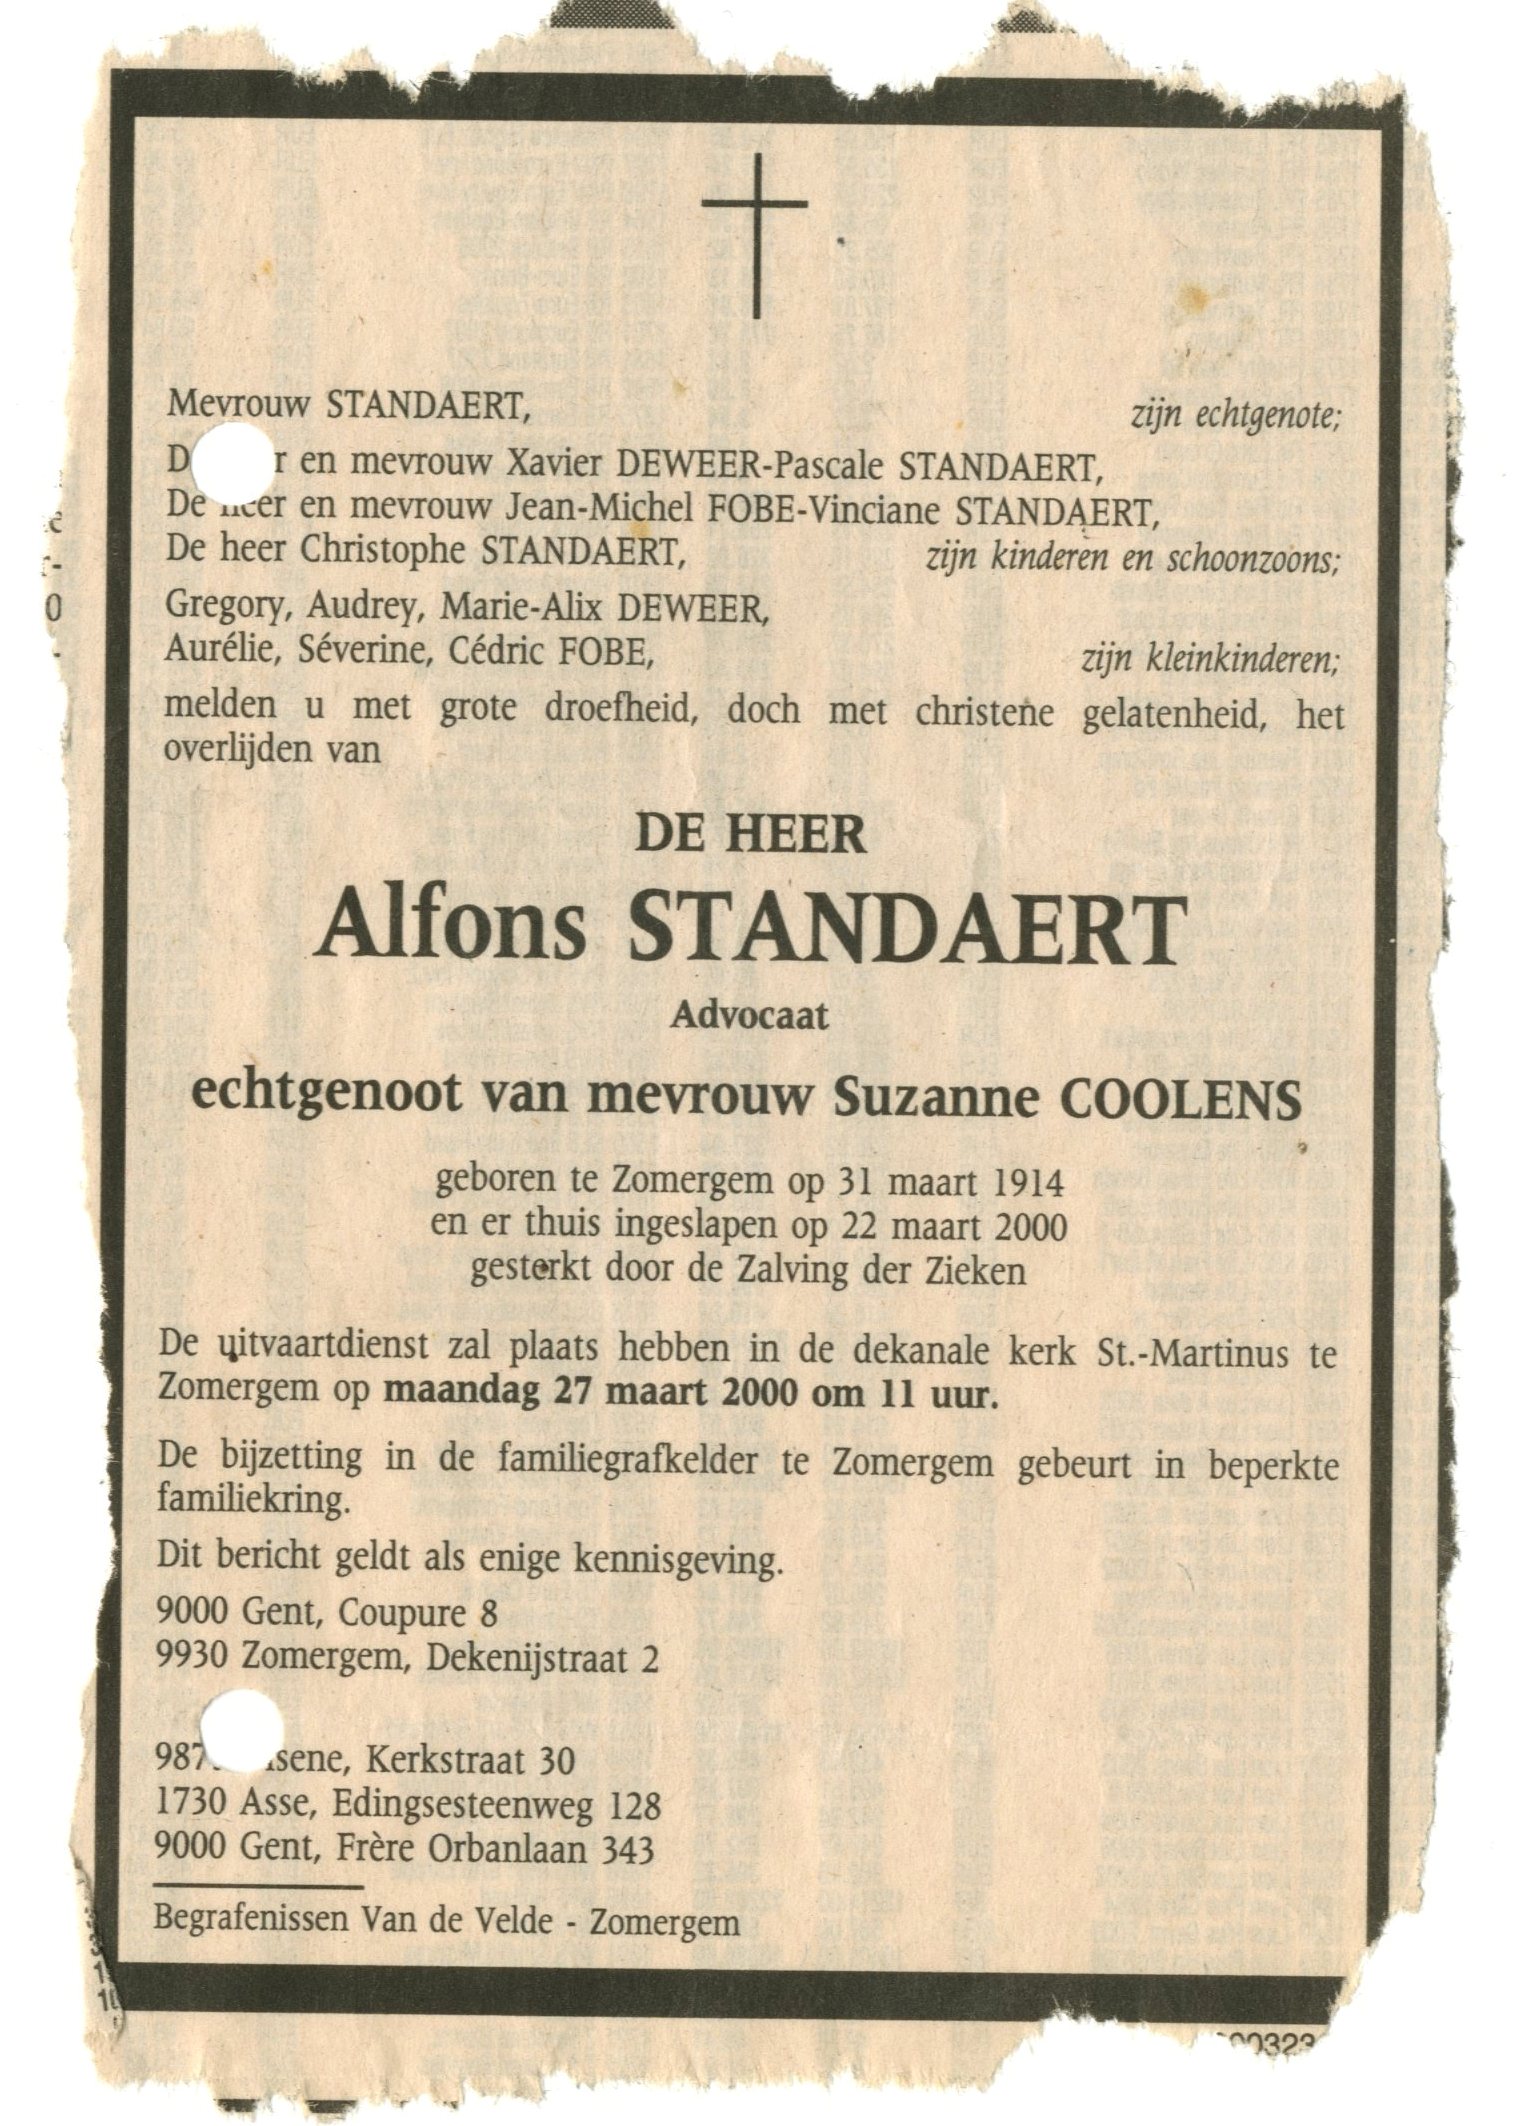 Mevrouw STANDAERT, zijn echtgenote;
D r en mevrouw Xavier DEWEER-Pascale STANDAERT,
De heer en mevrouw Jean-Michel FOBE-Vinciane STANDAERT,
De heer Christophe STANDAERT, zijn kinderen en schoonzoons;
Gregory, Audrey, Marie-Alix DEWEER,
Aurélie, Séverine, Cédric FOBE, zijn kleinkinderen;
melden u met grote droefheid, doch met christene gelatenheid, het
overlijden van
DE HEER
Alfons STANDAERT
Advocaat
echtgenoot van mevrouw Suzanne COOLENS
geboren te Zomergem op 31 maart 1914
en er thuis ingeslapen op 22 maart 2000
gesterkt door de Zalving der Zieken
De uitvaartdienst zal plaats hebben in de dekanale kerk St.-Martinus te
Zomergem op maandag 27 maart 2000 om 11 uur.
De bijzetting in de familiegrafkelder te Zomergem gebeurt in beperkte
familiekring.
Dit bericht geldt als enige kennisgeving.
9000 Gent, Coupure 8
9930 Zomergem, Dekenijstraat 2
987 sene, Kerkstraat 30
1730 Asse, Edingsesteenweg 128
9000 Gent, Frère Orbanlaan 343
Begrafenissen Van de Velde - Zomergem
00323